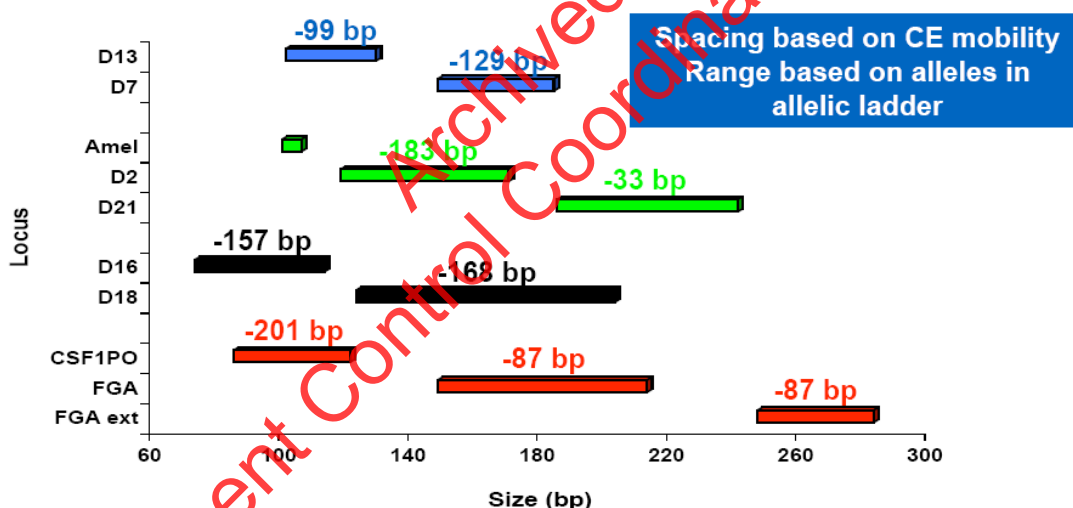 Spacing based on CE mobility
Range based on alleles in
allelic ladder
Locus
D13
-99 bp
D7
-129 bp
Amel
D2
-183 bp
D21
-33 bp
D16
-157 bp
D18
-168 bp
CSF1PO
-201 bp
FGA
-87 bp
FGA ext
-87 bp
60 100 140 180 220 260 300
Size (bp)
Archived
ent Control Coordina